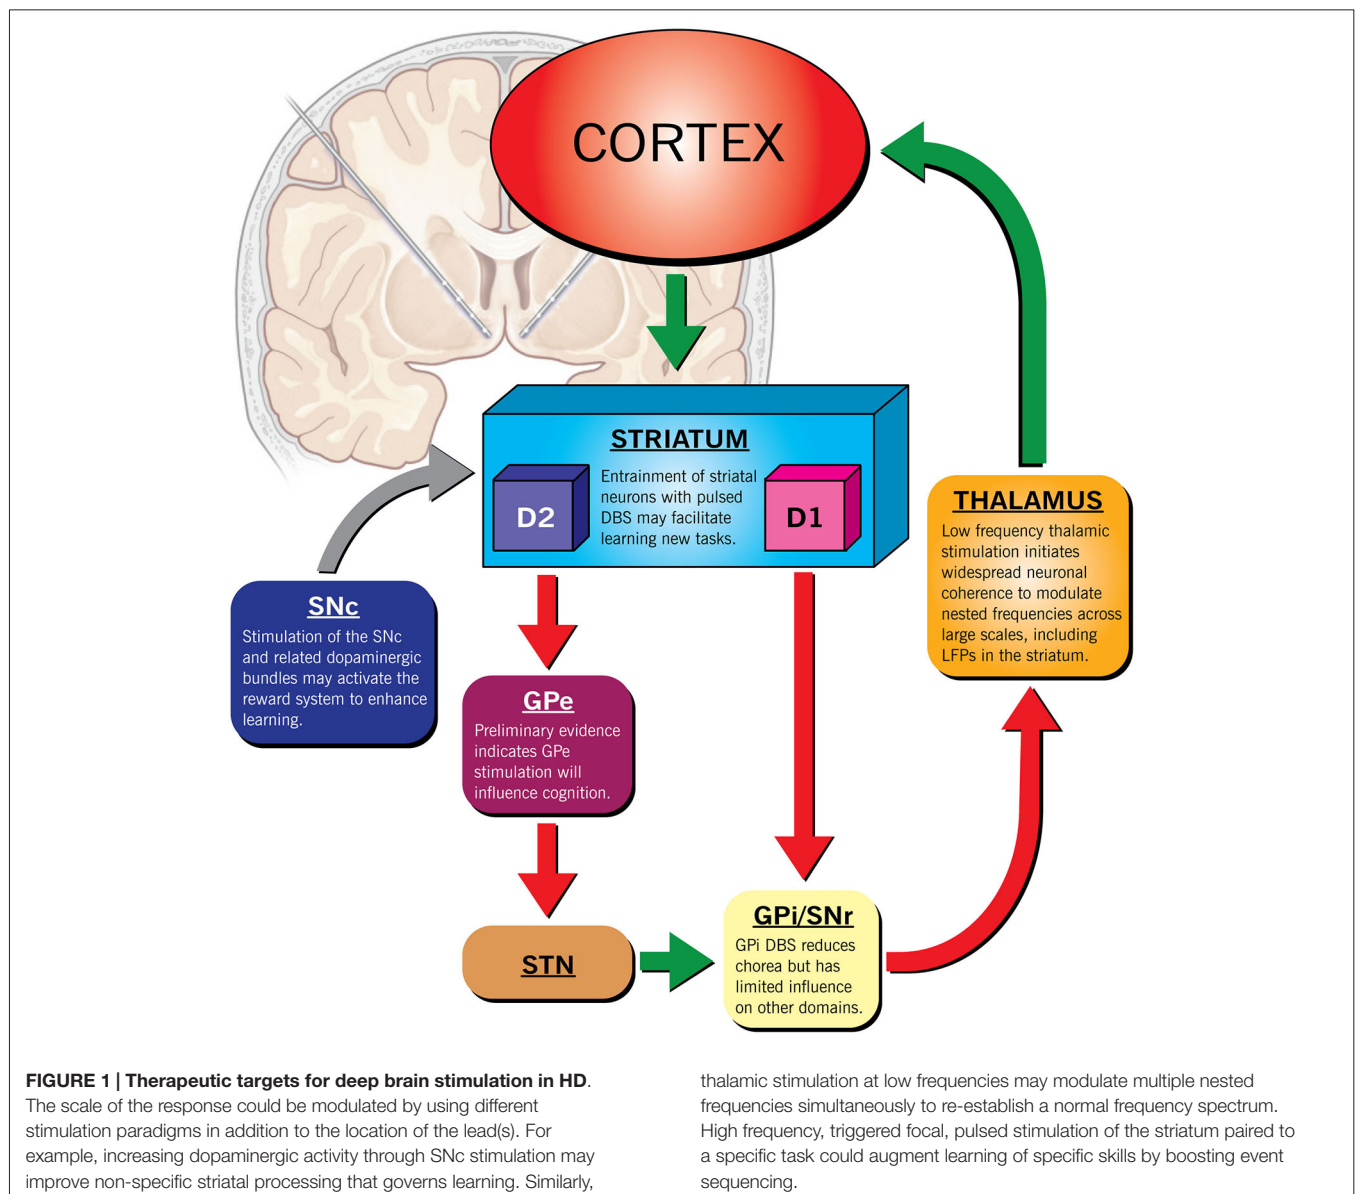 CORTEX
STRIATUM
Entrainment of striatal
neurons with pulsed
DBS may facilitate
learning new tasks.
D2
D1
THALAMUS
Low frequency thalamic
stimulation initiates
widespread neuronal
coherence to modulate
nested frequencies across
large scales, including
LFPs in the striatum.
SNc
Stimulation of the SNc
and related dopaminergic
bundles may activate the
reward system to enhance
learning.
GPe
Preliminary evidence
indicates GPe
stimulation will
influence cognition.
STN
GPi/SNr
GPi DBS reduces
chorea but has
limited influence
on other domains.
FIGURE 1 | Therapeutic targets for deep brain stimulation in HD.
The scale of the response could be modulated by using different
stimulation paradigms in addition to the location of the lead(s). For
example, increasing dopaminergic activity through SNc stimulation may
improve non-specific striatal processing that governs learning. Similarly,
thalamic stimulation at low frequencies may modulate multiple nested
frequencies simultaneously to re-establish a normal frequency spectrum.
High frequency, triggered focal, pulsed stimulation of the striatum paired to
a specific task could augment learning of specific skills by boosting event
sequencing.